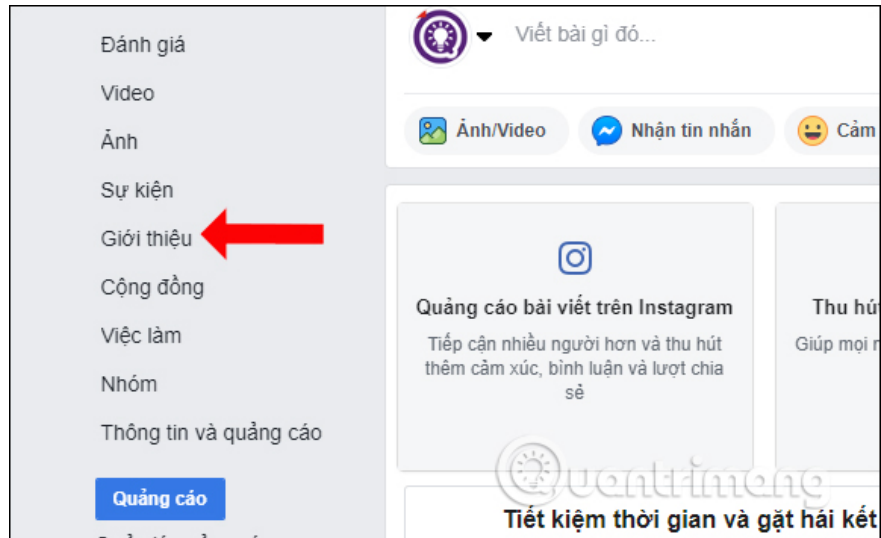 Đánh giá
Video
Ảnh
Sự kiện
Giới thiệu
Cộng đồng
Việc làm
Nhóm
Thông tin và quảng cáo
Quảng cáo
Viết bài gì đó...
Ảnh/Video
Nhận tin nhắn
Cảm
Quảng cáo bài viết trên Instagram
Tiếp cận nhiều người hơn và thu hút
thêm cảm xúc, bình luận và lượt chia
sẻ
Thu hút
Giúp mọi
Quantrimang
Tiết kiệm thời gian và gặt hái kết